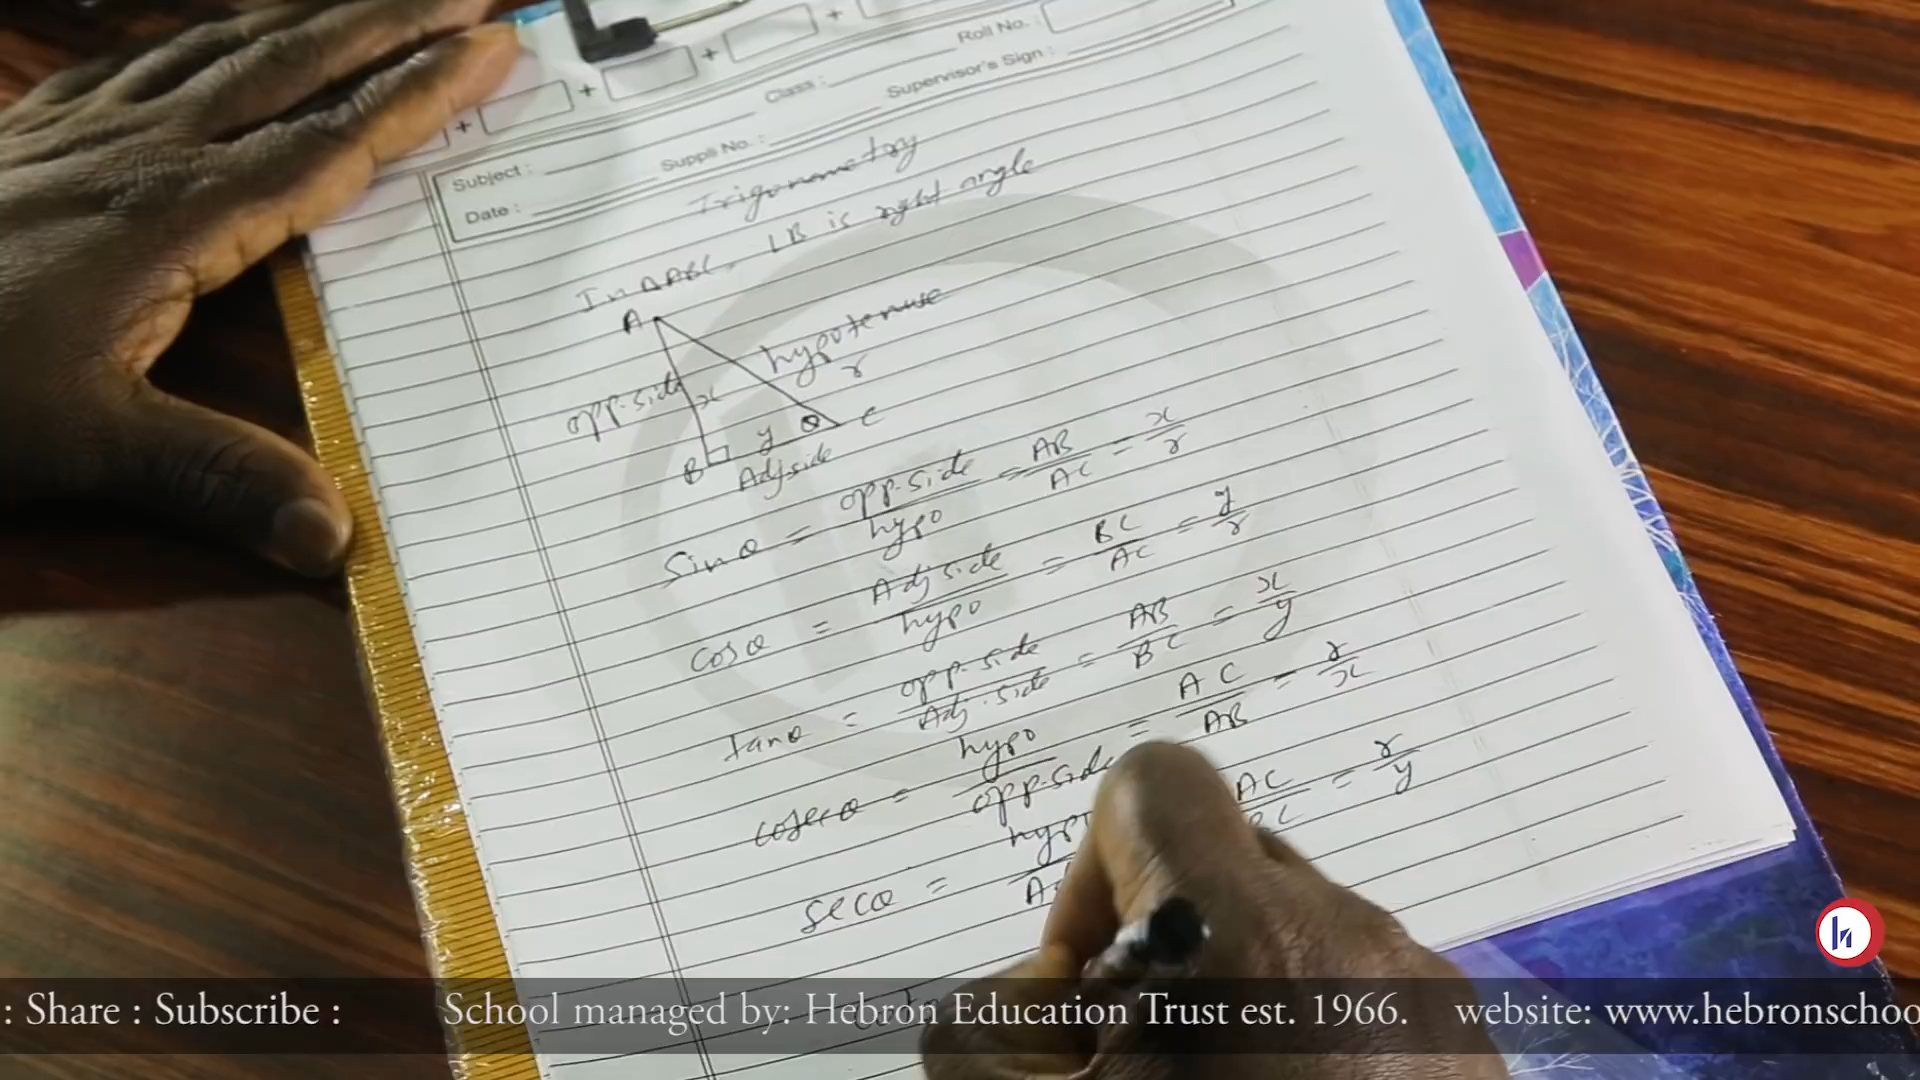 + + + +
Class : Roll No. :
Subject : Suppli No. : Supervisor's Sign :
Date :
Trigonometry
In ΔABC, ∠B is right angle
A
hypotenuse
opp.side x r
y θ C
B Adj side
Sinθ = opp.side/hypo = AB/AC = x/r
cosθ = Adj side/hypo = BC/AC = y/r
tanθ = opp.side/Adj.side = AB/BC = x/y
cosecθ = hypo/opp.side = AC/AB = r/x
secθ = hypo = AC = r/y
: Share : Subscribe : School managed by: Hebron Education Trust est. 1966. website: www.hebronschoo